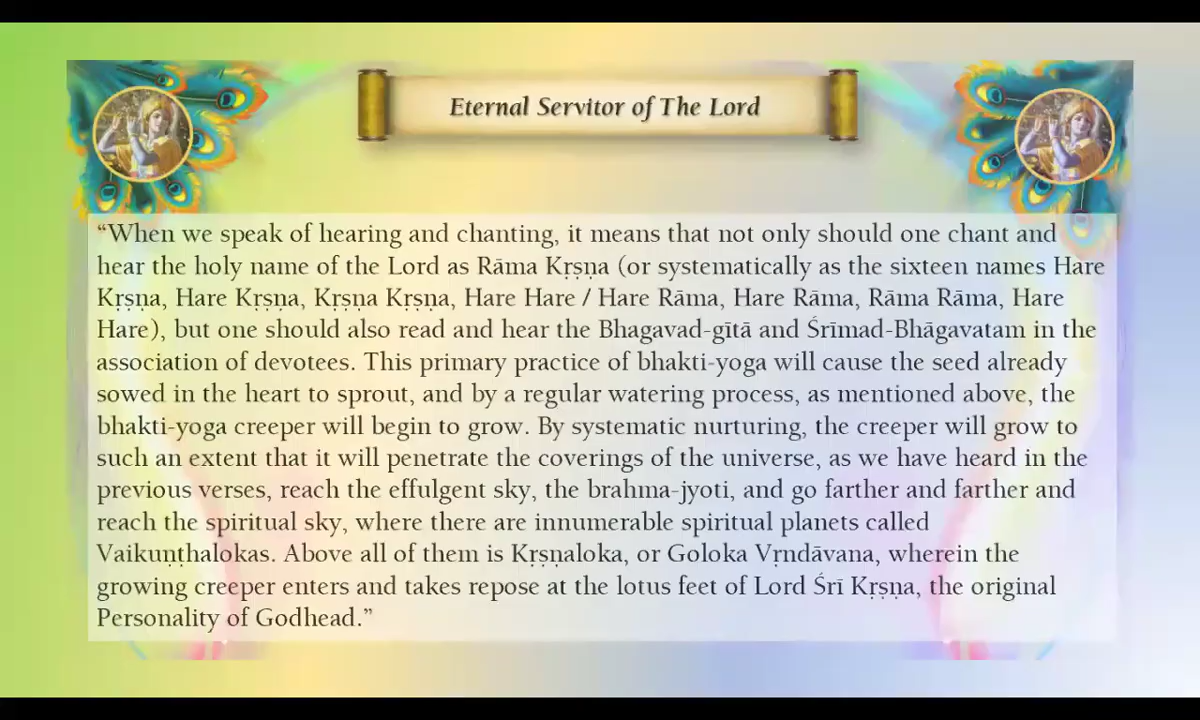 Eternal Servitor of The Lord
“When we speak of hearing and chanting, it means that not only should one chant and
hear the holy name of the Lord as Rāma Kṛṣṇa (or systematically as the sixteen names Hare
Kṛṣṇa, Hare Kṛṣṇa, Kṛṣṇa Kṛṣṇa, Hare Hare / Hare Rāma, Hare Rāma, Rāma Rāma, Hare
Hare), but one should also read and hear the Bhagavad-gītā and Śrīmad-Bhāgavatam in the
association of devotees. This primary practice of bhakti-yoga will cause the seed already
sowed in the heart to sprout, and by a regular watering process, as mentioned above, the
bhakti-yoga creeper will begin to grow. By systematic nurturing, the creeper will grow to
such an extent that it will penetrate the coverings of the universe, as we have heard in the
previous verses, reach the effulgent sky, the brahma-jyoti, and go farther and farther and
reach the spiritual sky, where there are innumerable spiritual planets called
Vaikuṇṭhalokas. Above all of them is Kṛṣṇaloka, or Goloka Vṛndāvana, wherein the
growing creeper enters and takes repose at the lotus feet of Lord Śrī Kṛṣṇa, the original
Personality of Godhead.”